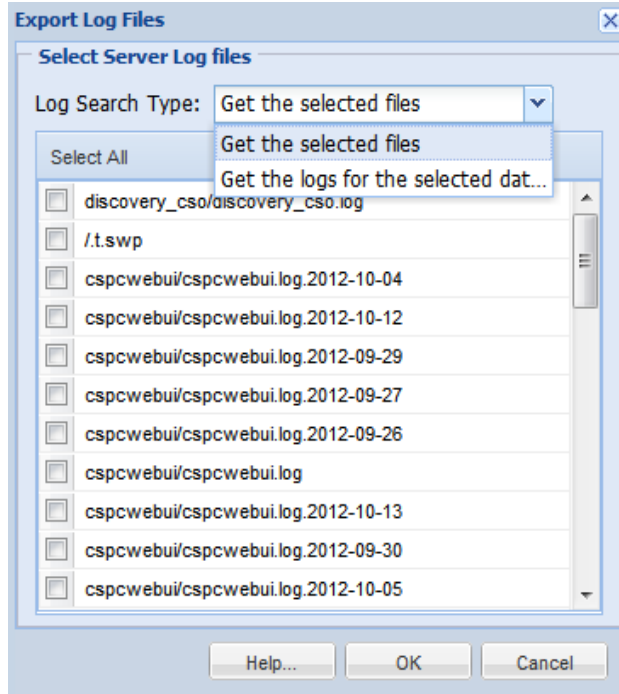 Export Log Files
Select Server Log files
Log Search Type: Get the selected files
Get the selected files
Select All
Get the logs for the selected dat...
discovery_cso/discovery_cso.log
/.t.swp
cspcwebui/cspcwebui.log.2012-10-04
cspcwebui/cspcwebui.log.2012-10-12
cspcwebui/cspcwebui.log.2012-09-29
cspcwebui/cspcwebui.log.2012-09-27
cspcwebui/cspcwebui.log.2012-09-26
cspcwebui/cspcwebui.log
cspcwebui/cspcwebui.log.2012-10-13
cspcwebui/cspcwebui.log.2012-09-30
cspcwebui/cspcwebui.log.2012-10-05
Help... OK Cancel